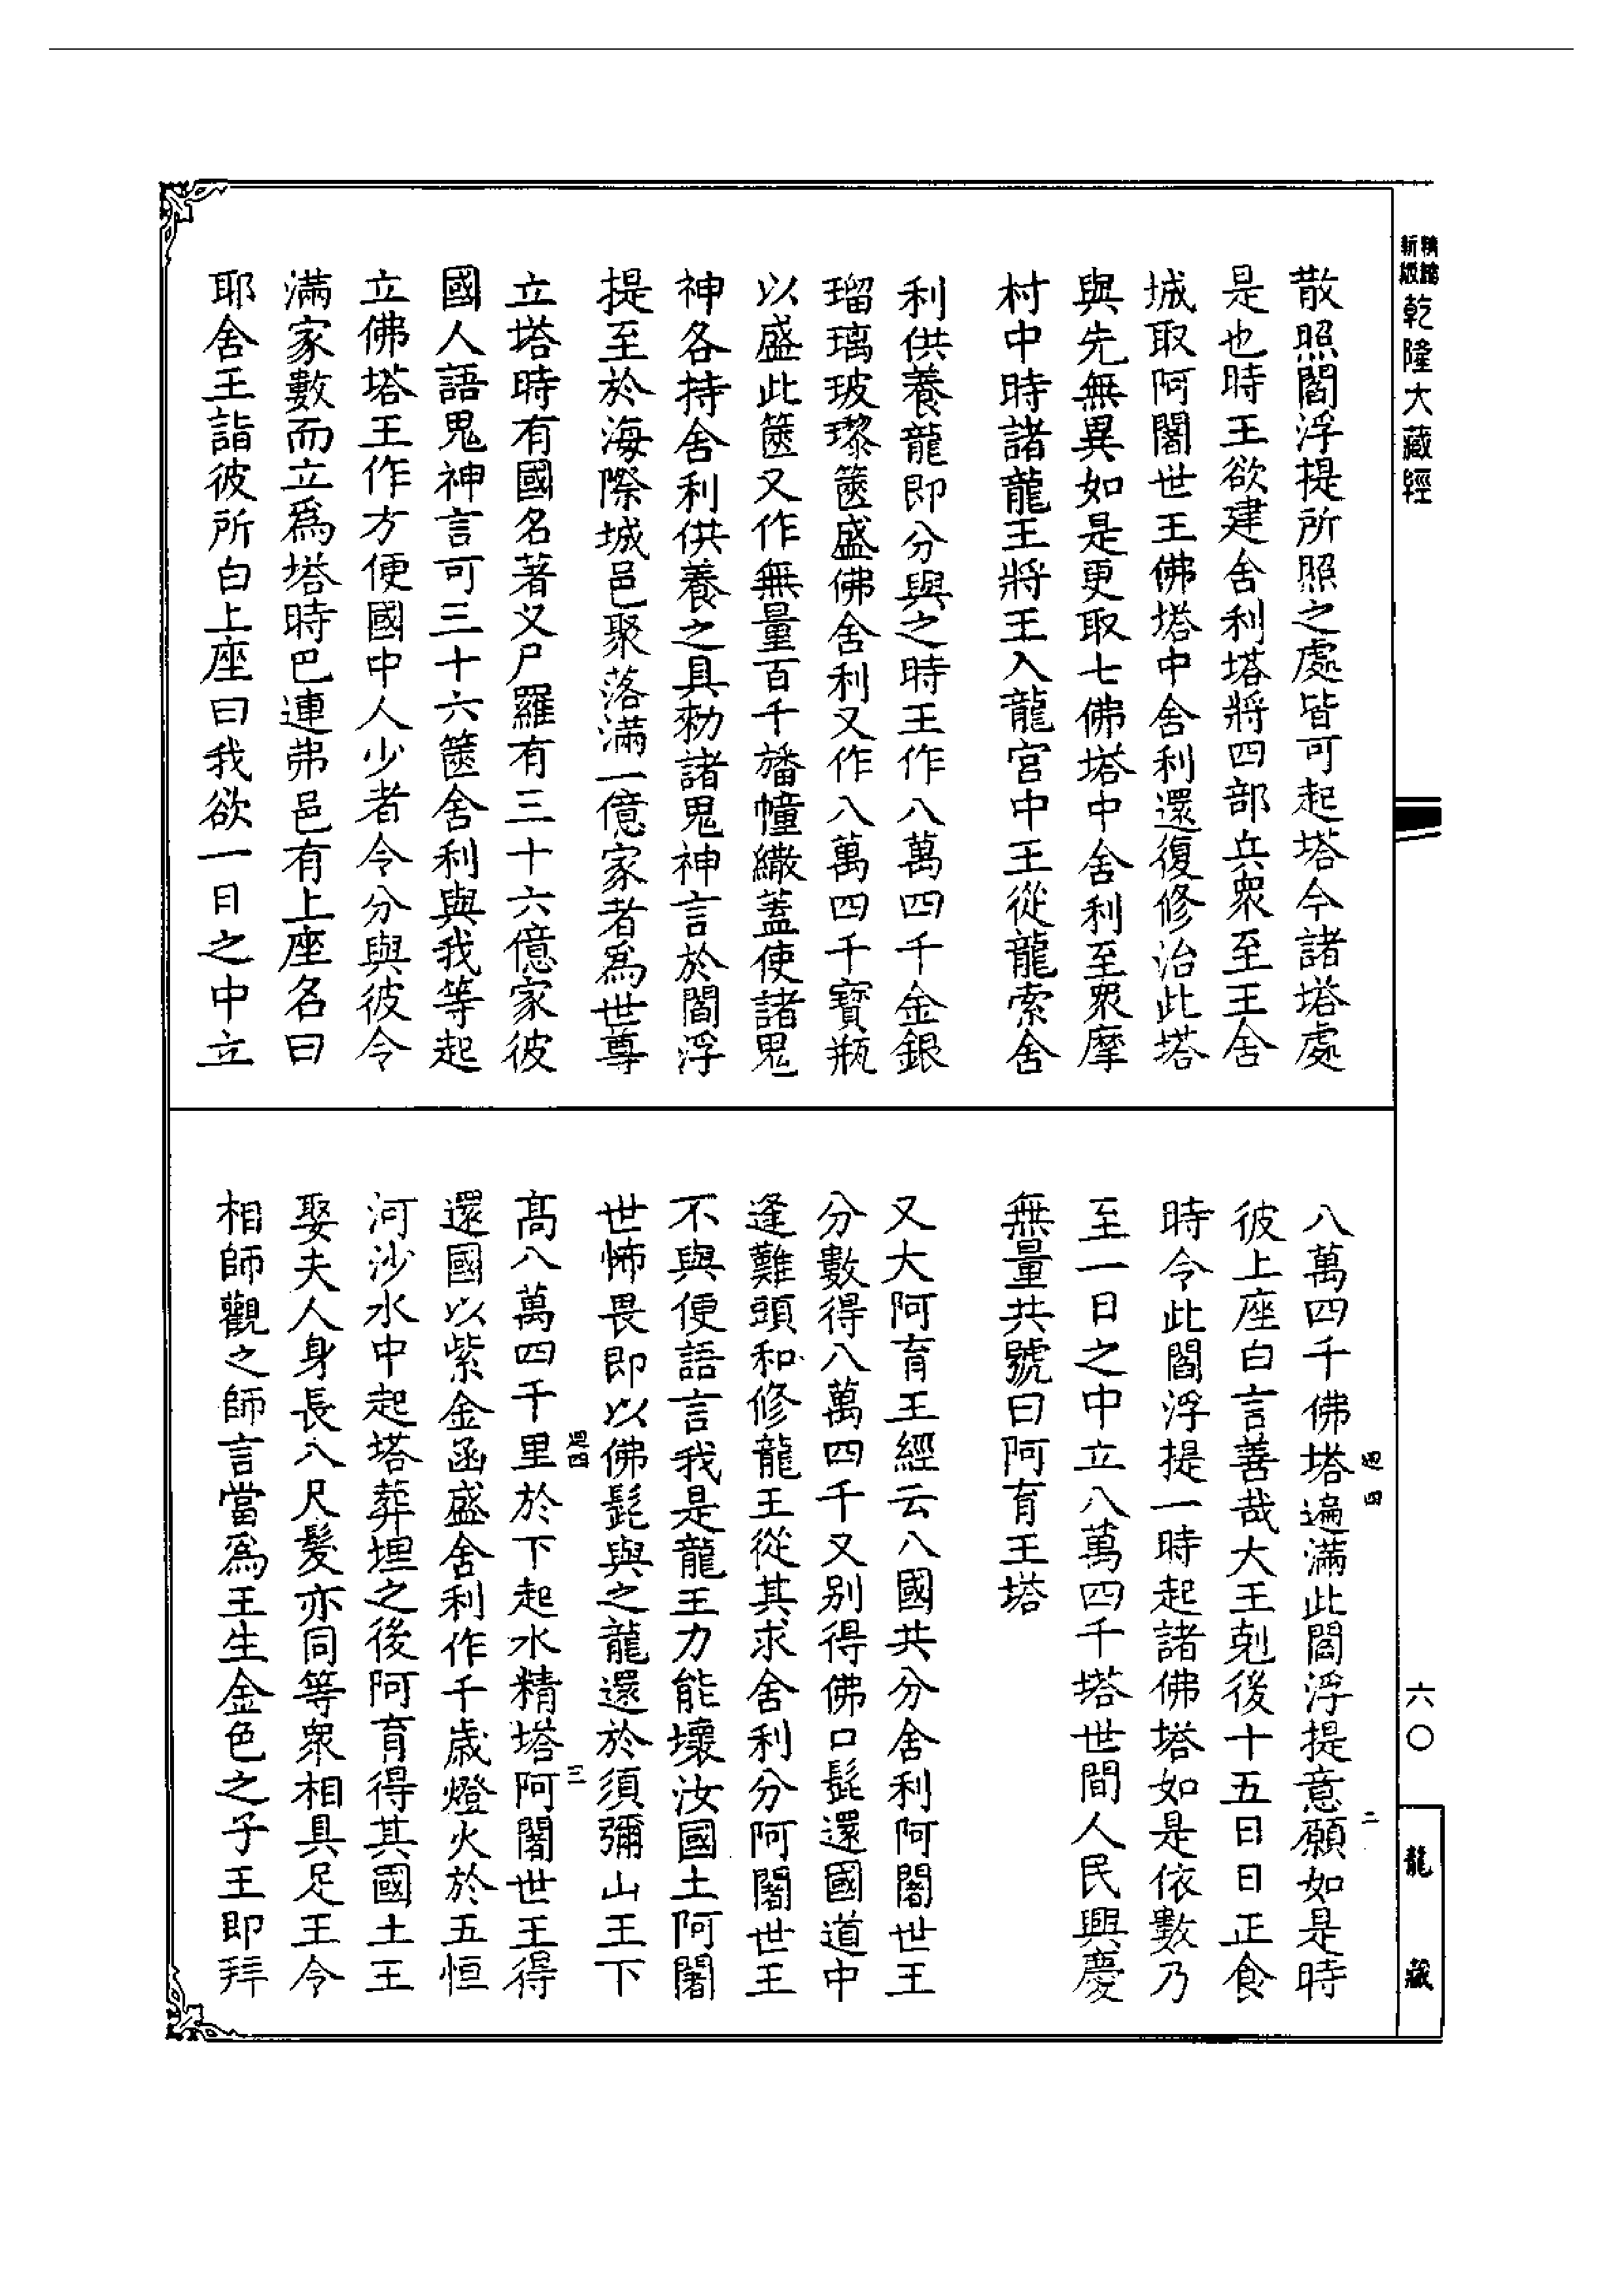 精縮
新版
乾隆大藏經
散照閻浮提所照之處皆可起塔今諸塔處
是也時王欲建舍利塔將四部兵衆至王舍
城取阿闍世王佛塔中舍利還復修治此塔
與先無異如是更取七佛塔中舍利至衆摩
村中時諸龍王將王入龍宮中王從龍索舍
利供養龍即分與之時王作八萬四千金銀
瑠璃玻瓈篋盛佛舍利又作八萬四千寶瓶
以盛此篋又作無量百千旛幢繖蓋使諸鬼
神各持舍利供養之具勑諸鬼神言於閻浮
提至於海際城邑聚落滿一億家者爲世尊
立塔時有國名著义尸羅有三十六億家彼
國人語鬼神言可三十六篋舍利與我等起
立佛塔王作方便國中人少者令分與彼令
滿家數而立爲塔時巴連弗邑有上座名曰
耶舍王詣彼所白上座曰我欲一日之中立
八萬四千佛塔遍滿此閻浮提意願如是時
彼上座白言善哉大王剋後十五日日正食
時令此閻浮提一時起諸佛塔如是依數乃
至一日之中立八萬四千塔世間人民興慶
無量共號曰阿育王塔
又大阿育王經云八國共分舍利阿闍世王
分數得八萬四千又別得佛口髭還國道中
逢難頭和修龍王從其求舍利分阿闍世王
不與便語言我是龍王力能壞汝國土阿闍
世怖畏即以佛髭與之龍還於須彌山王下
高八萬四千里於下起水精塔阿闍世王得
還國以紫金函盛舍利作千歲燈火於五恒
河沙水中起塔葬埋之後阿育得其國土王
娶夫人身長八尺髮亦同等衆相具足王令
相師觀之師言當爲王生金色之子王即拜
六〇
龍藏